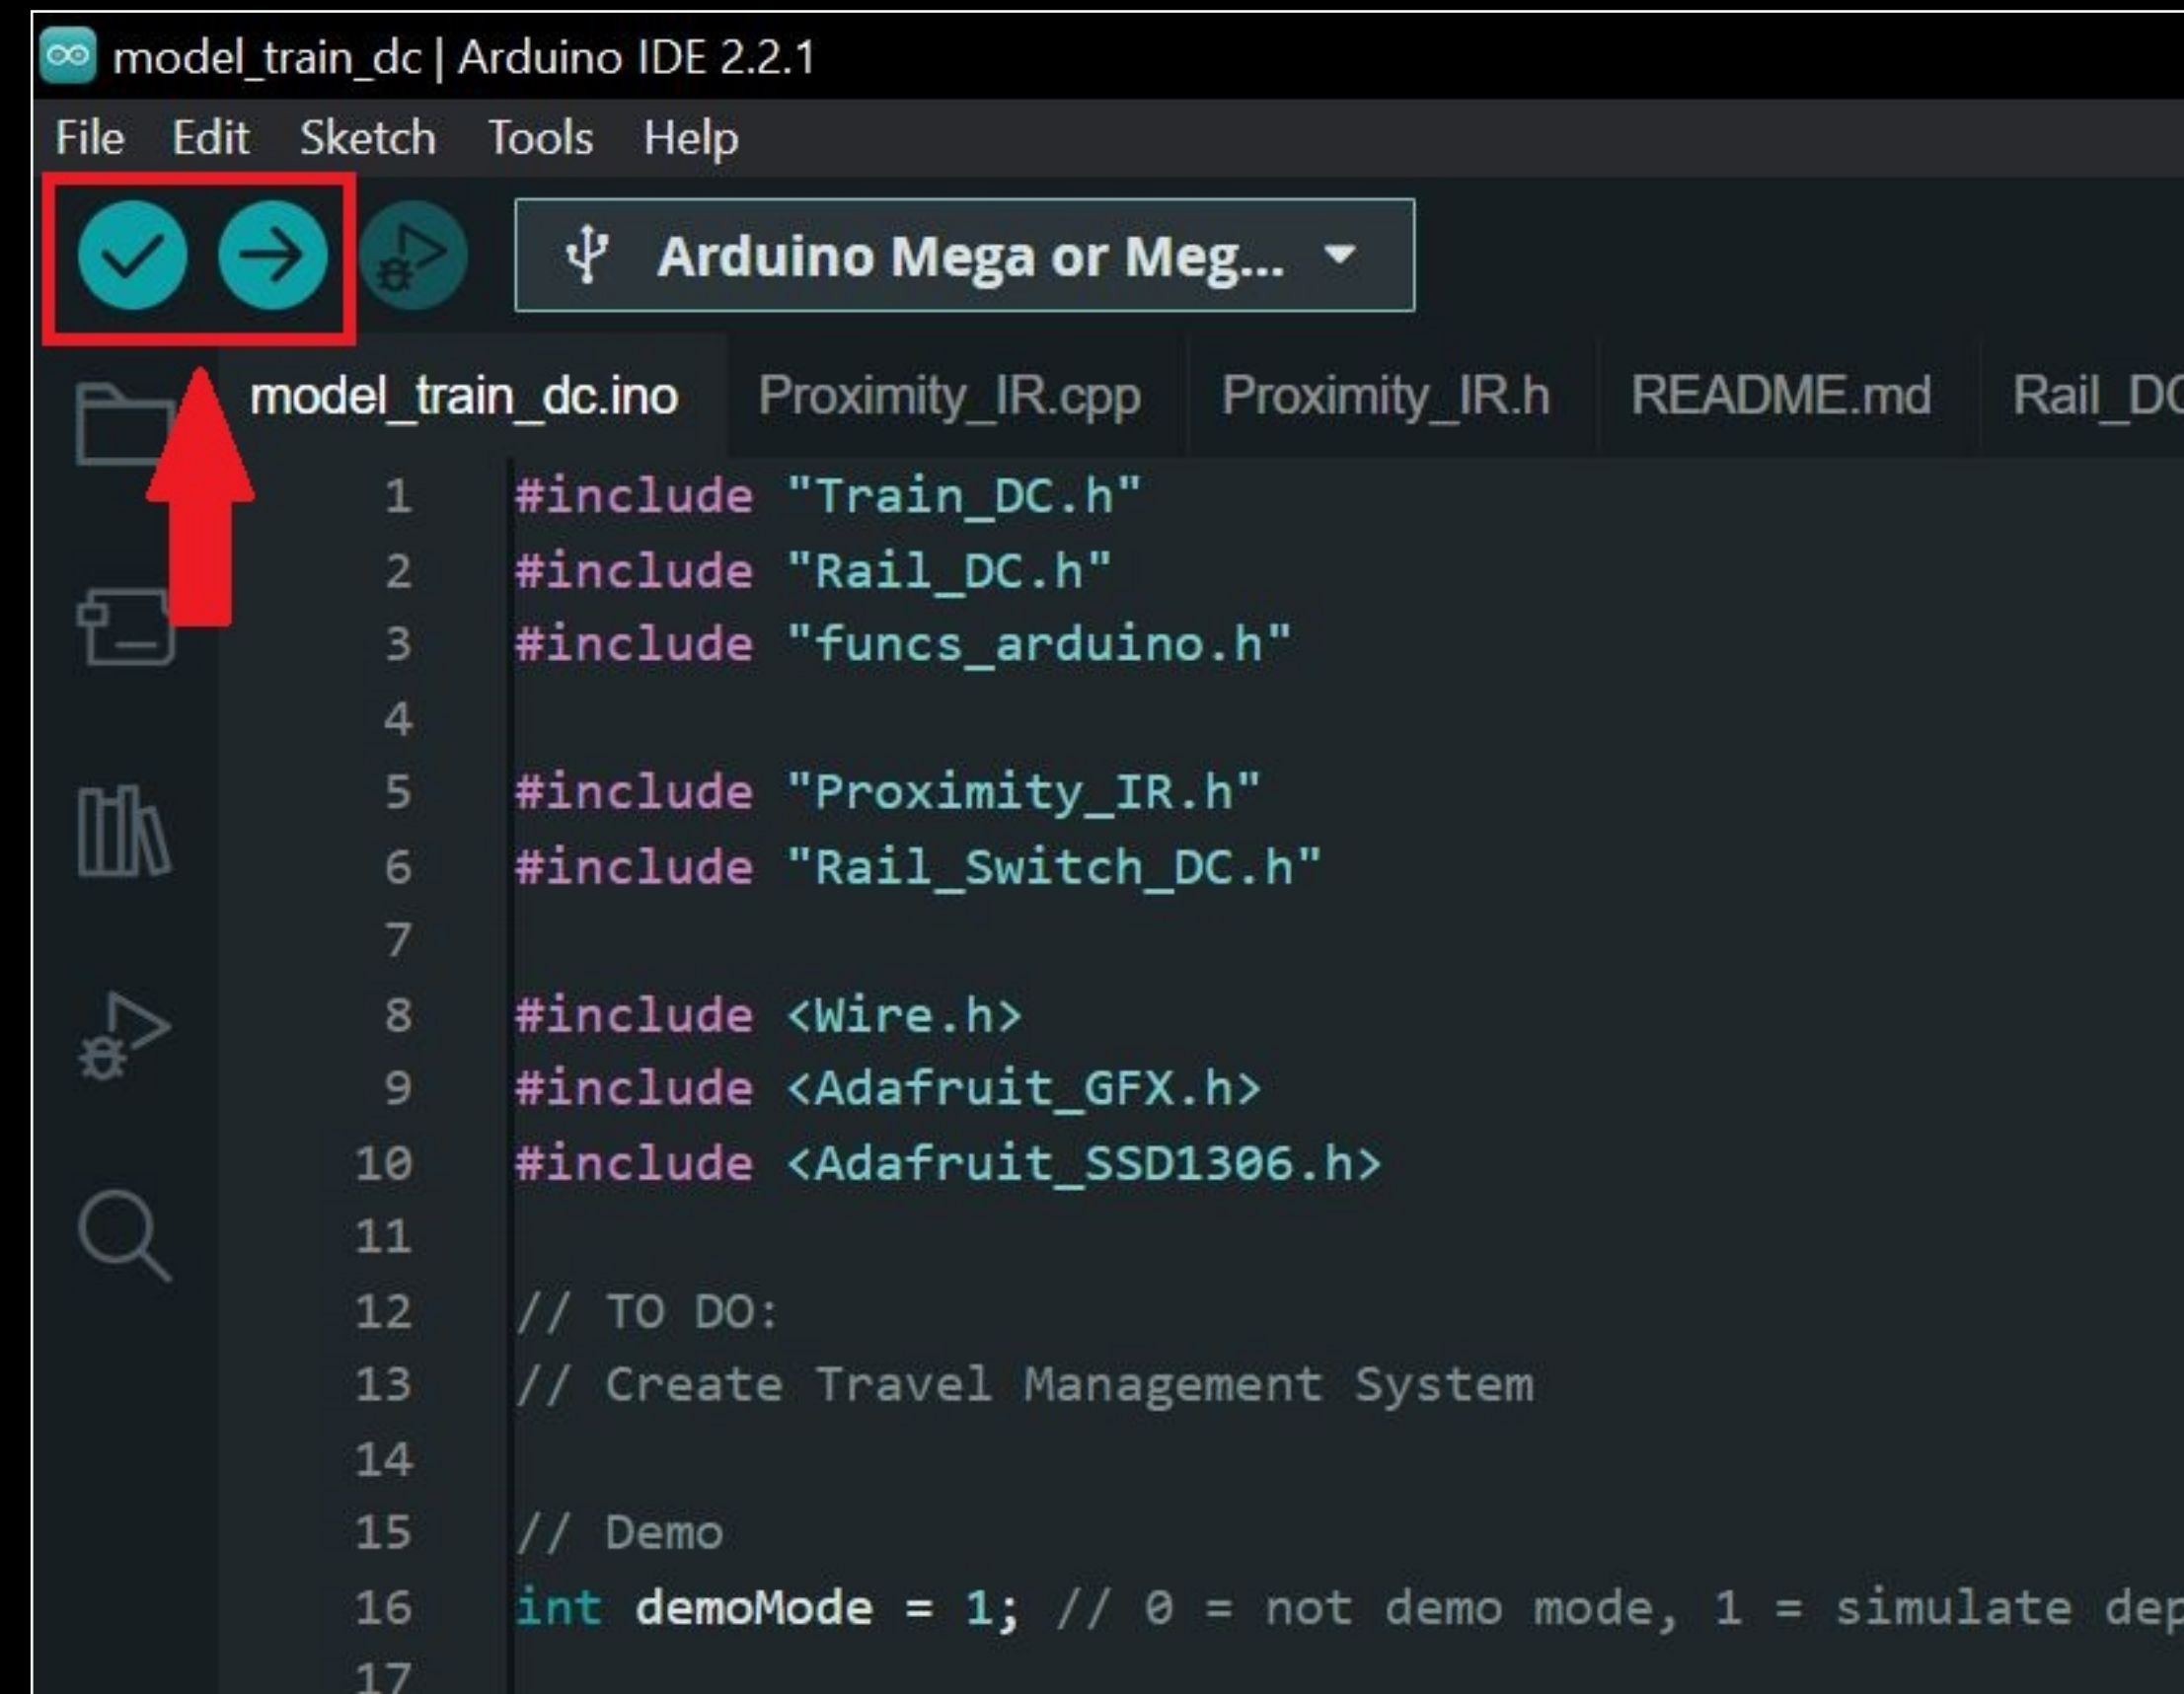 model_train_dc | Arduino IDE 2.2.1
File Edit Sketch Tools Help
Arduino Mega or Meg...
model_train_dc.ino Proximity_IR.cpp Proximity_IR.h README.md Rail_DC
1 #include "Train_DC.h"
2 #include "Rail_DC.h"
3 #include "funcs_arduino.h"
4
5 #include "Proximity_IR.h"
6 #include "Rail_Switch_DC.h"
7
8 #include <Wire.h>
9 #include <Adafruit_GFX.h>
10 #include <Adafruit_SSD1306.h>
11
12 // TO DO:
13 // Create Travel Management System
14
15 // Demo
16 int demoMode = 1; // 0 = not demo mode, 1 = simulate dep
17